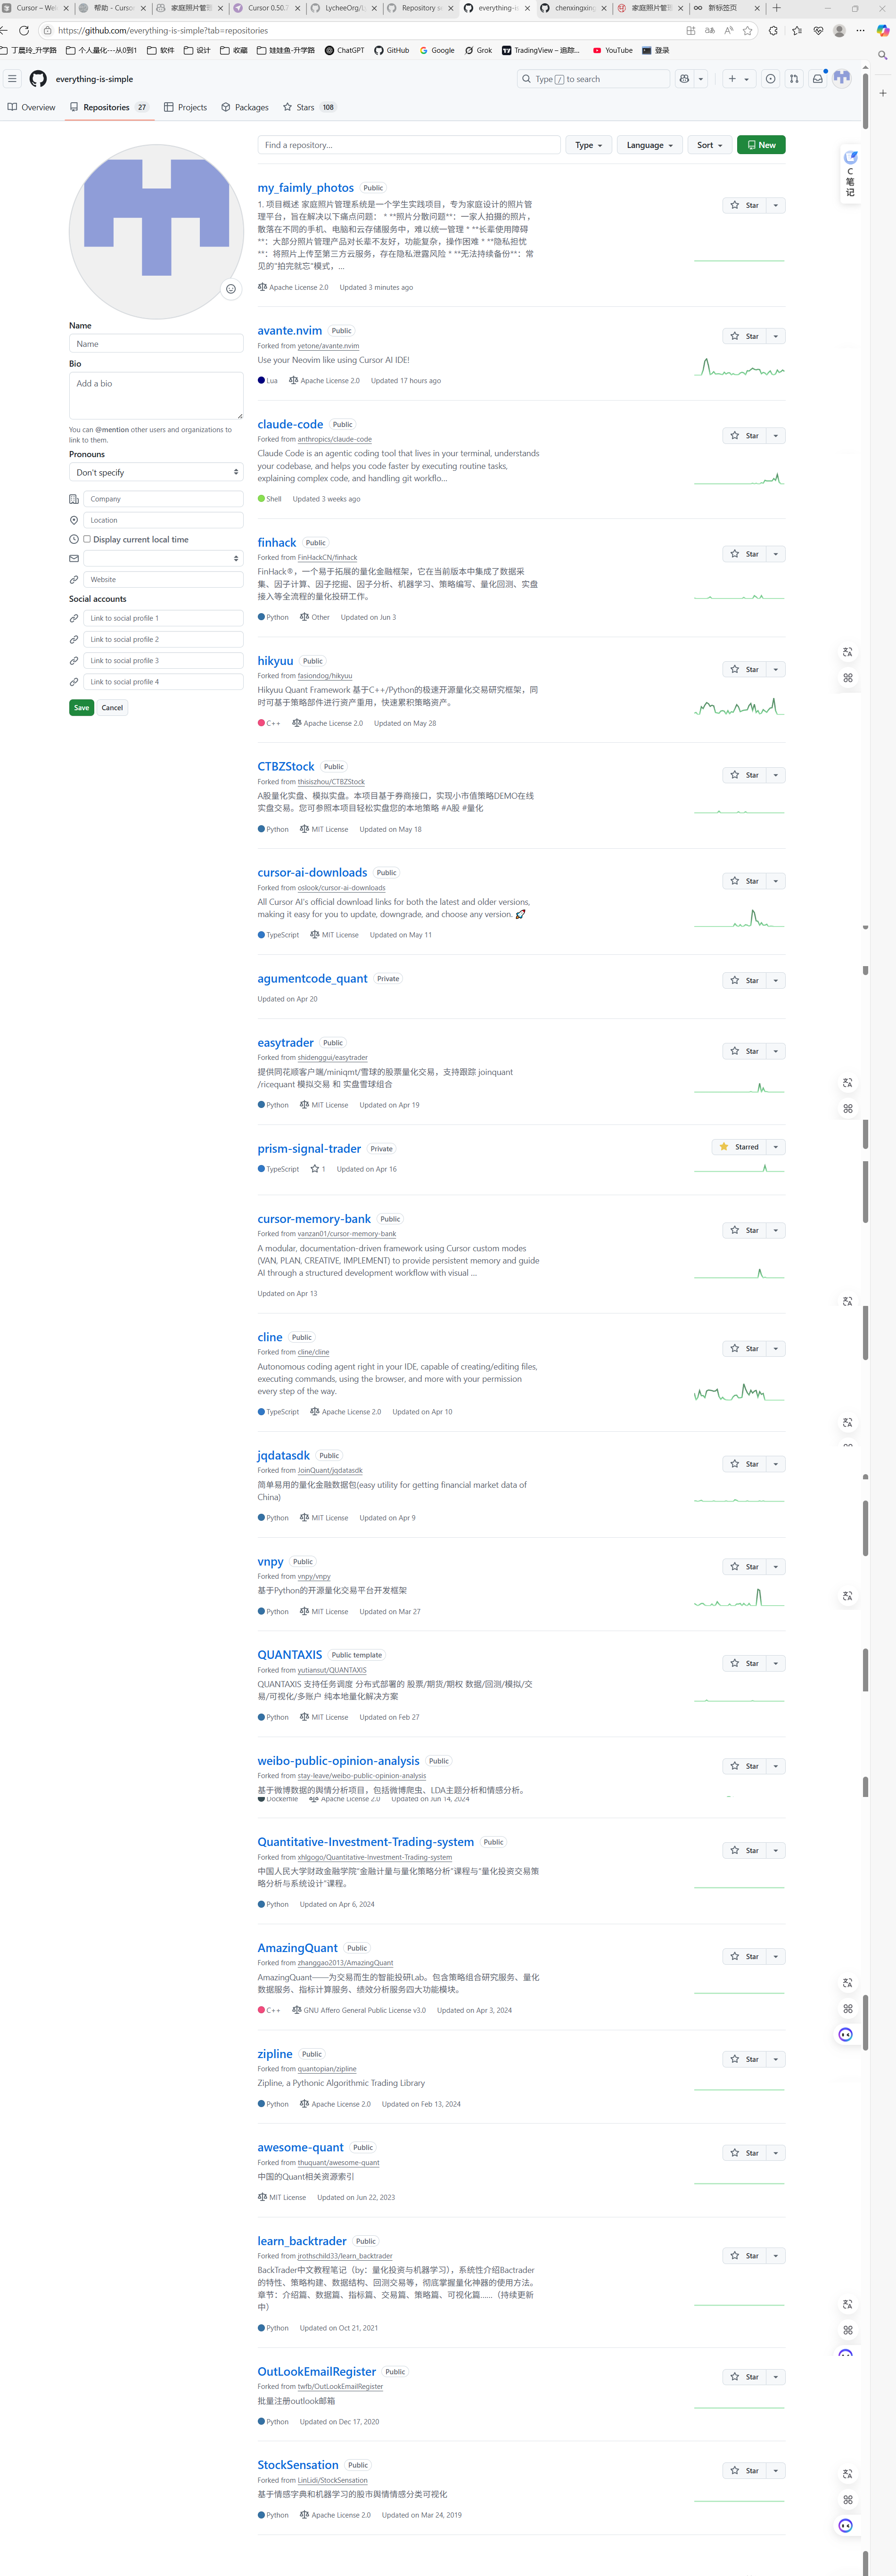 Cursor – We
帮助 - Cursor
家庭照片管理
Cursor 0.50.7
LycheeOrg/L
Repository s
everything-i
chenxingxing
家庭照片管理
新标签页
https://github.com/everything-is-simple?tab=repositories
丁晨玲_升学路
个人量化---从0到1
软件
设计
收藏
娃娃鱼-升学路
ChatGPT
GitHub
Google
Grok
TradingView – 追踪...
YouTube
登录
everything-is-simple
Type / to search
Overview
Repositories 27
Projects
Packages
Stars 108
Find a repository...
Type
Language
Sort
New
Name
Name
Bio
Add a bio
You can @mention other users and organizations to
link to them.
Pronouns
Don't specify
Company
Location
Display current local time
Website
Social accounts
Link to social profile 1
Link to social profile 2
Link to social profile 3
Link to social profile 4
Save
Cancel
C
笔
记
my_faimly_photos Public
Star
1. 项目概述 家庭照片管理系统是一个学生实践项目，专为家庭设计的照片管
理平台，旨在解决以下痛点问题： * **照片分散问题**：一家人拍摄的照片，
散落在不同的手机、电脑和云存储服务中，难以统一管理 * **长辈使用障碍
**：大部分照片管理产品对长辈不友好，功能复杂，操作困难 * **隐私担忧
**：将照片上传至第三方云服务，存在隐私泄露风险 * **无法持续备份**：常
见的"拍完就忘"模式，...
Apache License 2.0 Updated 3 minutes ago
avante.nvim Public
Star
Forked from yetone/avante.nvim
Use your Neovim like using Cursor AI IDE!
Lua Apache License 2.0 Updated 17 hours ago
claude-code Public
Star
Forked from anthropics/claude-code
Claude Code is an agentic coding tool that lives in your terminal, understands
your codebase, and helps you code faster by executing routine tasks,
explaining complex code, and handling git workflo...
Shell Updated 3 weeks ago
finhack Public
Star
Forked from FinHackCN/finhack
FinHack®，一个易于拓展的量化金融框架，它在当前版本中集成了数据采
集、因子计算、因子挖掘、因子分析、机器学习、策略编写、量化回测、实盘
接入等全流程的量化投研工作。
Python Other Updated on Jun 3
hikyuu Public
Star
Forked from fasiondog/hikyuu
Hikyuu Quant Framework 基于C++/Python的极速开源量化交易研究框架，同
时可基于策略部件进行资产重用，快速累积策略资产。
C++ Apache License 2.0 Updated on May 28
CTBZStock Public
Star
Forked from thisiszhou/CTBZStock
A股量化实盘、模拟实盘。本项目基于券商接口，实现小市值策略DEMO在线
实盘交易。您可参照本项目轻松实盘您的本地策略 #A股 #量化
Python MIT License Updated on May 18
cursor-ai-downloads Public
Star
Forked from oslook/cursor-ai-downloads
All Cursor AI's official download links for both the latest and older versions,
making it easy for you to update, downgrade, and choose any version. 🚀
TypeScript MIT License Updated on May 11
agumentcode_quant Private
Star
Updated on Apr 20
easytrader Public
Star
Forked from shidenggui/easytrader
提供同花顺客户端/miniqmt/雪球的股票量化交易，支持跟踪 joinquant
/ricequant 模拟交易 和 实盘雪球组合
Python MIT License Updated on Apr 19
prism-signal-trader Private
Starred
TypeScript 1 Updated on Apr 16
cursor-memory-bank Public
Star
Forked from vanzan01/cursor-memory-bank
A modular, documentation-driven framework using Cursor custom modes
(VAN, PLAN, CREATIVE, IMPLEMENT) to provide persistent memory and guide
AI through a structured development workflow with visual ...
Updated on Apr 13
cline Public
Star
Forked from cline/cline
Autonomous coding agent right in your IDE, capable of creating/editing files,
executing commands, using the browser, and more with your permission
every step of the way.
TypeScript Apache License 2.0 Updated on Apr 10
jqdatasdk Public
Star
Forked from JoinQuant/jqdatasdk
简单易用的量化金融数据包(easy utility for getting financial market data of
China)
Python MIT License Updated on Apr 9
vnpy Public
Star
Forked from vnpy/vnpy
基于Python的开源量化交易平台开发框架
Python MIT License Updated on Mar 27
QUANTAXIS Public template
Star
Forked from yutiansut/QUANTAXIS
QUANTAXIS 支持任务调度 分布式部署的 股票/期货/期权 数据/回测/模拟/交
易/可视化/多账户 纯本地量化解决方案
Python MIT License Updated on Feb 27
weibo-public-opinion-analysis Public
Star
Forked from stay-leave/weibo-public-opinion-analysis
基于微博数据的舆情分析项目，包括微博爬虫、LDA主题分析和情感分析。
Dockerfile Apache License 2.0 Updated on Jun 14, 2024
Quantitative-Investment-Trading-system Public
Star
Forked from xhlgogo/Quantitative-Investment-Trading-system
中国人民大学财政金融学院"金融计量与量化策略分析"课程与"量化投资交易策
略分析与系统设计"课程。
Python Updated on Apr 6, 2024
AmazingQuant Public
Star
Forked from zhanggao2013/AmazingQuant
AmazingQuant——为交易而生的智能投研Lab。包含策略组合研究服务、量化
数据服务、指标计算服务、绩效分析服务四大功能模块。
C++ GNU Affero General Public License v3.0 Updated on Apr 3, 2024
zipline Public
Star
Forked from quantopian/zipline
Zipline, a Pythonic Algorithmic Trading Library
Python Apache License 2.0 Updated on Feb 13, 2024
awesome-quant Public
Star
Forked from thuquant/awesome-quant
中国的Quant相关资源索引
MIT License Updated on Jun 22, 2023
learn_backtrader Public
Star
Forked from jrothschild33/learn_backtrader
BackTrader中文教程笔记（by：量化投资与机器学习），系统性介绍Bactrader
的特性、策略构建、数据结构、回测交易等，彻底掌握量化神器的使用方法。
章节：介绍篇、数据篇、指标篇、交易篇、策略篇、可视化篇……（持续更新
中）
Python Updated on Oct 21, 2021
OutLookEmailRegister Public
Star
Forked from twfb/OutLookEmailRegister
批量注册outlook邮箱
Python Updated on Dec 17, 2020
StockSensation Public
Star
Forked from LinLidi/StockSensation
基于情感字典和机器学习的股市舆情情感分类可视化
Python Apache License 2.0 Updated on Mar 24, 2019